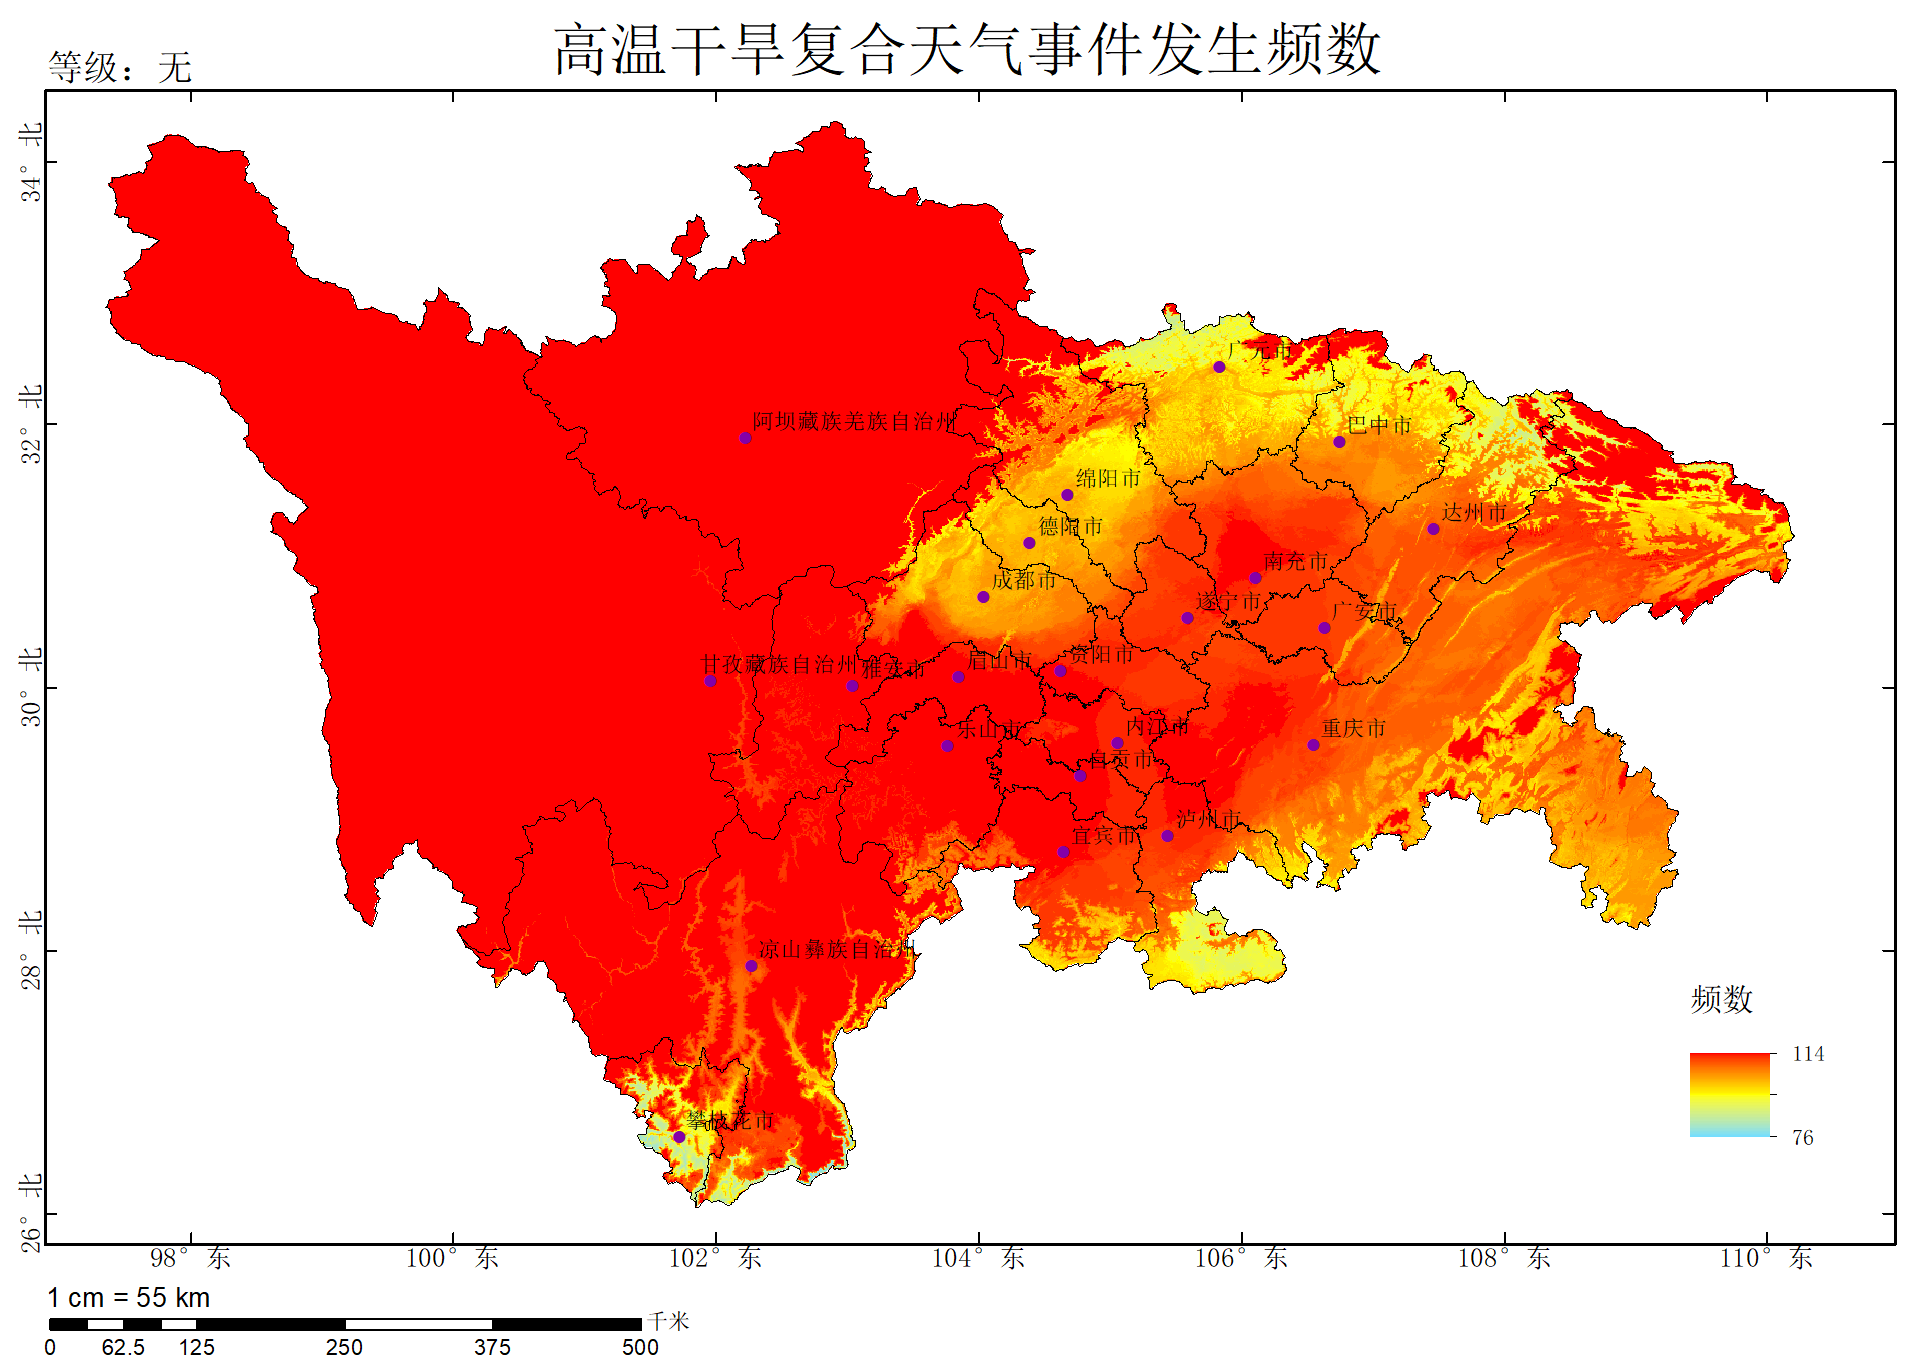 高温干旱复合天气事件发生频数
等级：无
34° 北
32° 北
30° 北
28° 北
26° 北
广元市
阿坝藏族羌族自治州
巴中市
绵阳市
达州市
德阳市
南充市
成都市
遂宁市
广安市
甘孜藏族自治州
雅安市
眉山市
资阳市
乐山市
内江市
重庆市
自贡市
泸州市
宜宾市
凉山彝族自治州
攀枝花市
频数
114
76
98° 东
100° 东
102° 东
104° 东
106° 东
108° 东
110° 东
1 cm = 55 km
千米
0 62.5 125 250 375 500